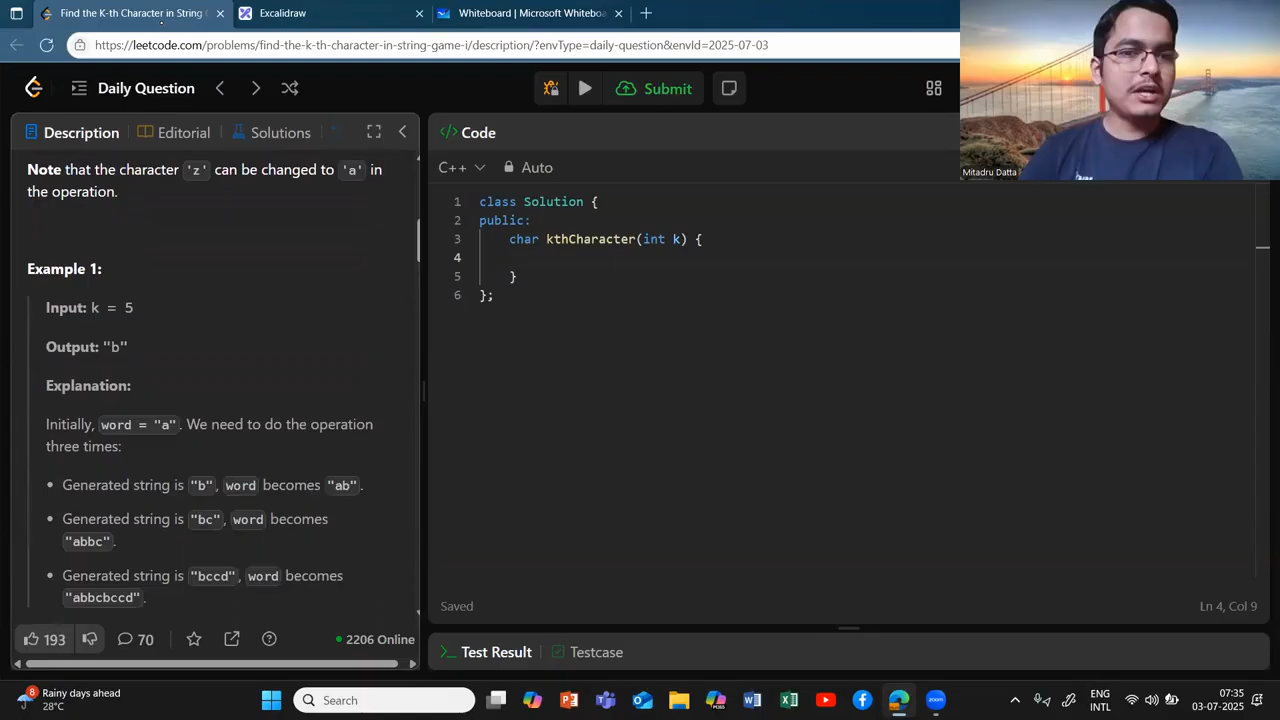 Find the K-th Character in String
Excalidraw
Whiteboard | Microsoft Whiteboa
https://leetcode.com/problems/find-the-k-th-character-in-string-game-i/description/?envType=daily-question&envId=2025-07-03
Daily Question
Submit
Description
Editorial
Solutions
Note that the character 'z' can be changed to 'a' in
the operation.
Example 1:
Input: k = 5
Output: "b"
Explanation:
Initially, word = "a". We need to do the operation
three times:
• Generated string is "b", word becomes "ab".
• Generated string is "bc", word becomes
"abbc".
• Generated string is "bccd", word becomes
"abbcbccd".
193
70
2206 Online
</> Code
C++
Auto
1 class Solution {
2 public:
3 char kthCharacter(int k) {
4
5 }
6 };
Saved
Ln 4, Col 9
Test Result
Testcase
Mitadru Datta
8
Rainy days ahead
28°C
Search
zoom
ENG
INTL
07:35
03-07-2025